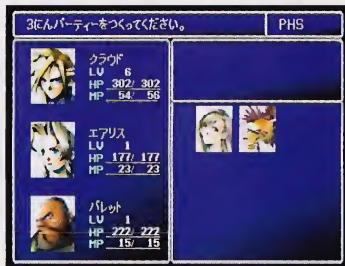 3にんパーティーをつくってください。
PHS
クラウド
LV 6
HP 302/ 302
MP 54/ 56
エアリス
LV 1
HP 177/ 177
MP 23/ 23
バレット
LV 1
HP 222/ 222
MP 15/ 15